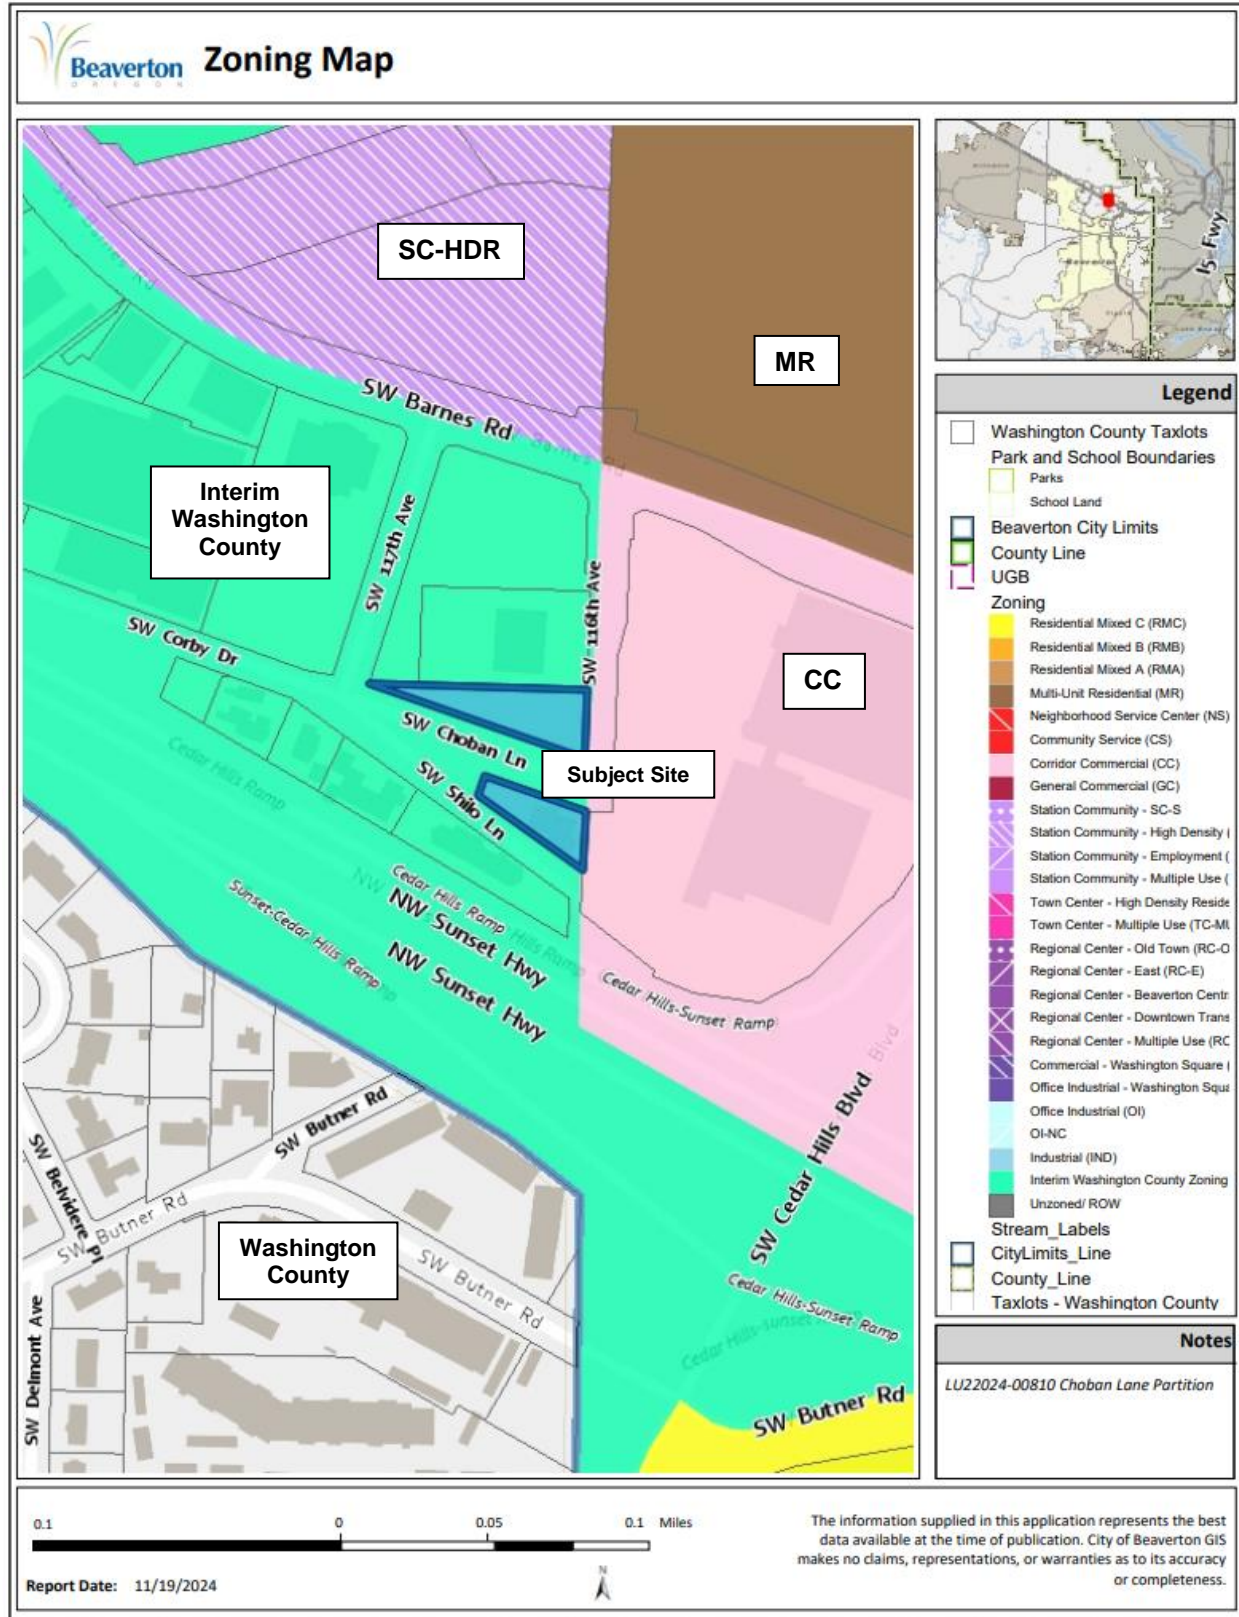 Beaverton
OREGON
Zoning Map
SW Barnes Rd
SC-HDR
MR
SW Barnes Rd
Barnes Rd
Interim
Washington
County
SW 117th Ave
SW 116th Ave
SW Corby Dr
CC
SW Choban Ln
Subject Site
SW Shilo Ln
Cedar Hills Ramp
Cedar Hills Ramp
NW Sunset Hwy
Sunset-Cedar Hills Ramp
NW Sunset Hwy
Cedar Hills-Sunset Ramp
SW Cedar Hills Blvd
Blvd
SW Butner Rd
SW Belvidere Pl
SW Butner Rd
Washington
County
SW Butner Rd
Cedar Hills-Sunset Ramp
SW Delmont Ave
SW Butner Rd
Beaverton
I5 Fwy
Legend
Washington County Taxlots
Park and School Boundaries
Parks
School Land
Beaverton City Limits
County Line
UGB
Zoning
Residential Mixed C (RMC)
Residential Mixed B (RMB)
Residential Mixed A (RMA)
Multi-Unit Residential (MR)
Neighborhood Service Center (NS)
Community Service (CS)
Corridor Commercial (CC)
General Commercial (GC)
Station Community - SC-S
Station Community - High Density (
Station Community - Employment (
Station Community - Multiple Use (
Town Center - High Density Reside
Town Center - Multiple Use (TC-MU
Regional Center - Old Town (RC-O
Regional Center - East (RC-E)
Regional Center - Beaverton Centr
Regional Center - Downtown Trans
Regional Center - Multiple Use (RC
Commercial - Washington Square (
Office Industrial - Washington Squa
Office Industrial (OI)
OI-NC
Industrial (IND)
Interim Washington County Zoning
Unzoned/ ROW
Stream_Labels
CityLimits_Line
County_Line
Taxlots - Washington County
Notes
LU22024-00810 Choban Lane Partition
0.1 0 0.05 0.1 Miles
Report Date: 11/19/2024
N
The information supplied in this application represents the best
data available at the time of publication. City of Beaverton GIS
makes no claims, representations, or warranties as to its accuracy
or completeness.